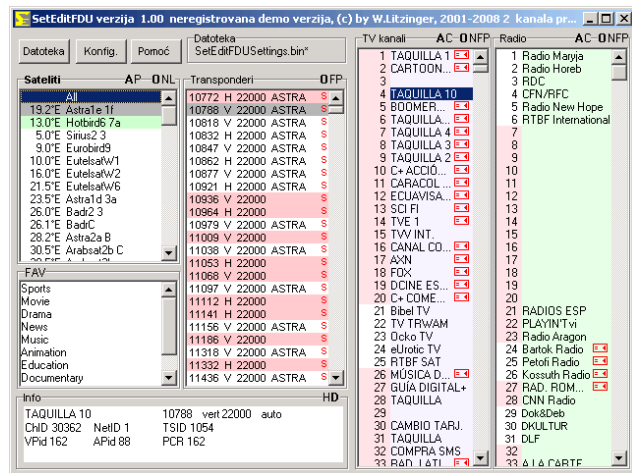 SetEditFDU verzija 1.00 neregistrovana demo verzija, (c) by W.Litzinger, 2001-2008 2 kanala pr...
Datoteka
Konfig.
Pomoć
Datoteka
SetEditFDUSettings.bin*
Sateliti AP ONL
All
19.2°E Astra1e 1f
13.0°E Hotbird6 7a
5.0°E Sirius2 3
9.0°E Eurobird9
10.0°E EutelsatW1
16.0°E EutelsatW2
21.5°E EutelsatW6
23.5°E Astra1d 3a
26.0°E Badr2 3
26.1°E BadrC
28.2°E Astra2a B
30.5°E Arabsat2b C
FAV
Sports
Movie
Drama
News
Music
Animation
Education
Documentary
Transponderi OFP
10772 H 22000 ASTRA S
10788 V 22000 ASTRA S
10818 V 22000 ASTRA S
10832 H 22000 ASTRA S
10847 V 22000 ASTRA S
10862 H 22000 ASTRA S
10877 V 22000 ASTRA S
10921 H 22000 ASTRA S
10936 V 22000 S
10964 H 22000 S
10979 V 22000 ASTRA S
11009 V 22000 S
11038 V 22000 ASTRA S
11053 H 22000 S
11068 V 22000 S
11097 V 22000 ASTRA S
11112 H 22000 S
11141 H 22000 S
11156 V 22000 ASTRA S
11186 V 22000 S
11318 V 22000 ASTRA S
11332 H 22000 S
11436 V 22000 ASTRA S
Info HD
TAQUILLA 10 10788 vert 22000 auto
ChID 30362 NetID 1 TSID 1054
VPid 162 APid 88 PCR 162
TV kanali AC-ONFP
1 TAQUILLA 1
2 CARTOON...
3
4 TAQUILLA 10
5 BOOMER...
6 TAQUILLA...
7 TAQUILLA 4
8 TAQUILLA 3
9 TAQUILLA 2
10 C+ ACCIÓ...
11 CARACOL ...
12 ECUAVISA...
13 SCI FI
14 TVE 1
15 TVV INT.
16 CANAL CO...
17 AXN
18 FOX
19 DCINE ES...
20 C+ COME...
21 Bibel TV
22 TV TRWAM
23 Ocko TV
24 eUrotic TV
25 RTBF SAT
26 MÚSICA D...
27 GUÍA DIGITAL+
28 TAQUILLA
29
30 CAMBIO TARJ.
31 TAQUILLA
32 COMPRA SMS
33 RAD. LATI...
Radio AC-ONFP
1 Radio Maryja
2 Radio Horeb
3 RDC
4 CFN/RFC
5 Radio New Hope
6 RTBF International
7
8
9
10
11
12
13
14
15
16
17
18
19
20
21 RADIOS ESP
22 PLAYIN'Tvi
23 Radio Aragon
24 Bartok Radio
25 Petofi Radio
26 Kossuth Radio
27 RAD. ROM...
28 CNN Radio
29 Dok&Deb
30 DKULTUR
31 DLF
32
33 A LA CARTE